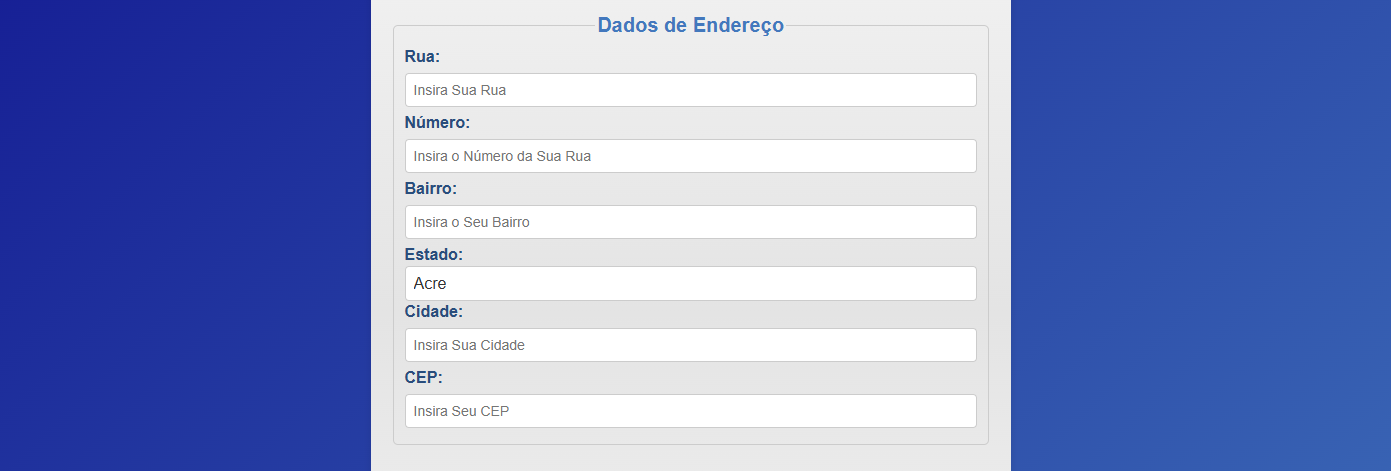 Dados de Endereço
Rua:
Insira Sua Rua
Número:
Insira o Número da Sua Rua
Bairro:
Insira o Seu Bairro
Estado:
Acre
Cidade:
Insira Sua Cidade
CEP:
Insira Seu CEP